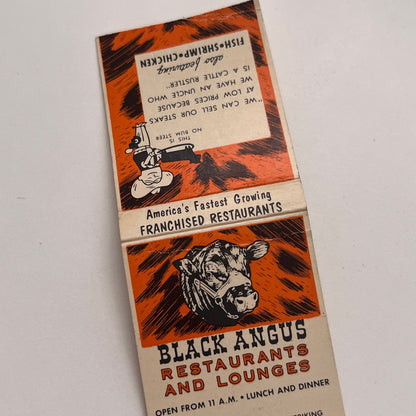 THIS IS
NO BUM STEER
"WE CAN SELL OUR STEAKS
AT LOW PRICES BECAUSE
WE HAVE AN UNCLE WHO
IS A CATTLE RUSTLER"
also featuring
FISH•SHRIMP•CHICKEN
America's Fastest Growing
FRANCHISED RESTAURANTS
BLACK ANGUS
RESTAURANTS
AND LOUNGES
OPEN FROM 11 A.M. • LUNCH AND DINNER
STRIKING